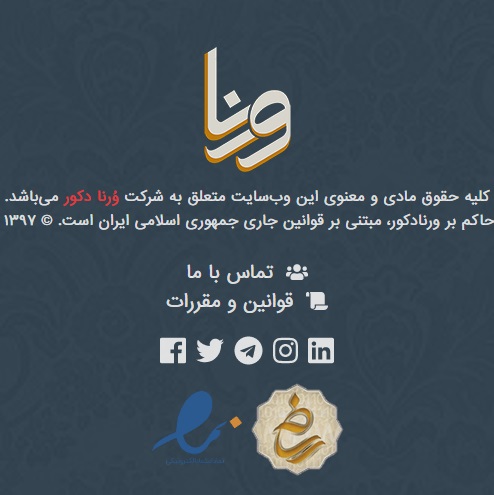 ورنا
کلیه حقوق مادی و معنوی این وب‌سایت متعلق به شرکت وُرنا دکور می‌باشد.
حاکم بر ورنادکور، مبتنی بر قوانین جاری جمهوری اسلامی ایران است. © ۱۳۹۷
تماس با ما
قوانین و مقررات